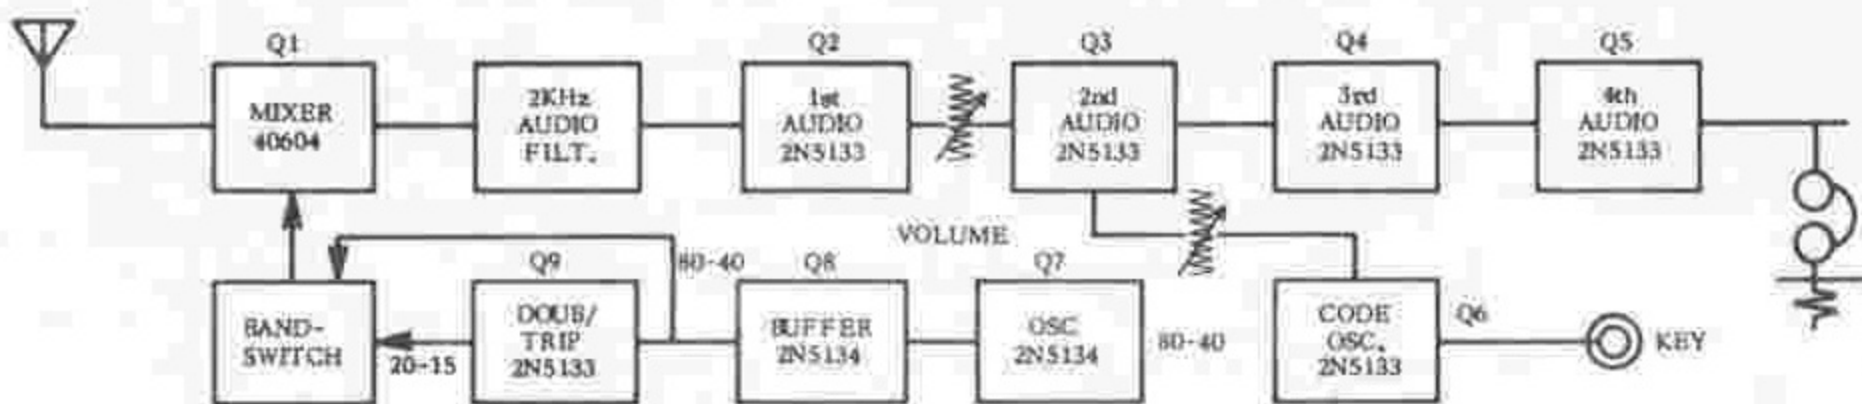 Q1
MIXER
40604
2KHz
AUDIO
FILT.
Q2
1st
AUDIO
2N5133
Q3
2nd
AUDIO
2N5133
Q4
3rd
AUDIO
2N5133
Q5
4th
AUDIO
2N5133
VOLUME
BAND-
SWITCH
20-15
Q9
DOUB/
TRIP
2N5133
80-40
Q8
BUFFER
2N5134
Q7
OSC
2N5134
80-40
CODE
OSC.
2N5133
Q6
KEY